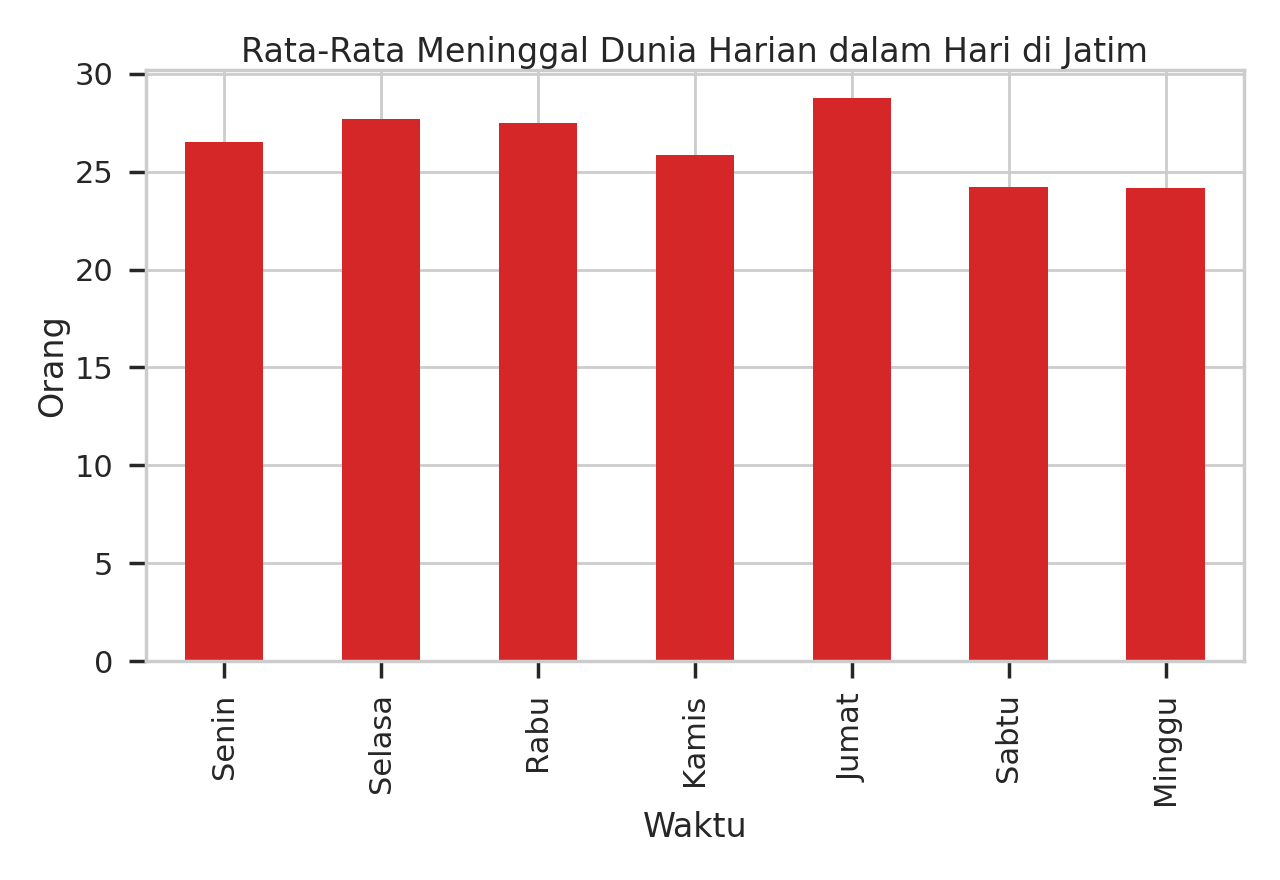 Rata-Rata Meninggal Dunia Harian dalam Hari di Jatim
30
25
20
15
10
5
0
Orang
Senin
Selasa
Rabu
Kamis
Jumat
Sabtu
Minggu
Waktu